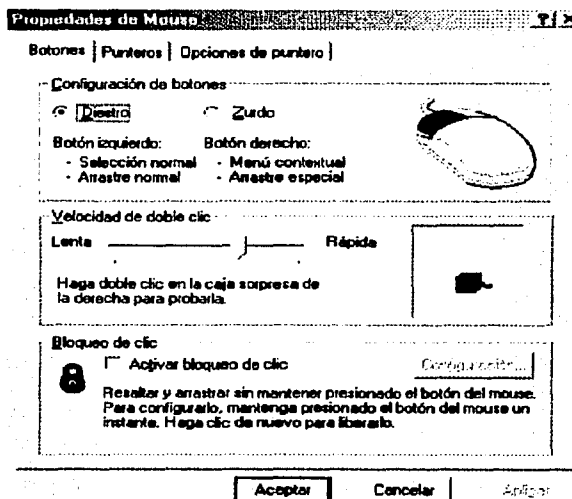 Propiedades de Mouse
Botones Punteros Opciones de puntero
Configuración de botones
Diestro Zurdo
Botón izquierdo: Botón derecho:
- Selección normal - Menú contextual
- Arrastre normal - Arrastre especial
Velocidad de doble clic
Lenta Rápida
Haga doble clic en la caja sorpresa de
la derecha para probarla.
Bloqueo de clic
Activar bloqueo de clic Configuración...
Resaltar y arrastrar sin mantener presionado el botón del mouse.
Para configurarlo, mantenga presionado el botón del mouse un
instante. Haga clic de nuevo para liberarlo.
Aceptar Cancelar Aplicar